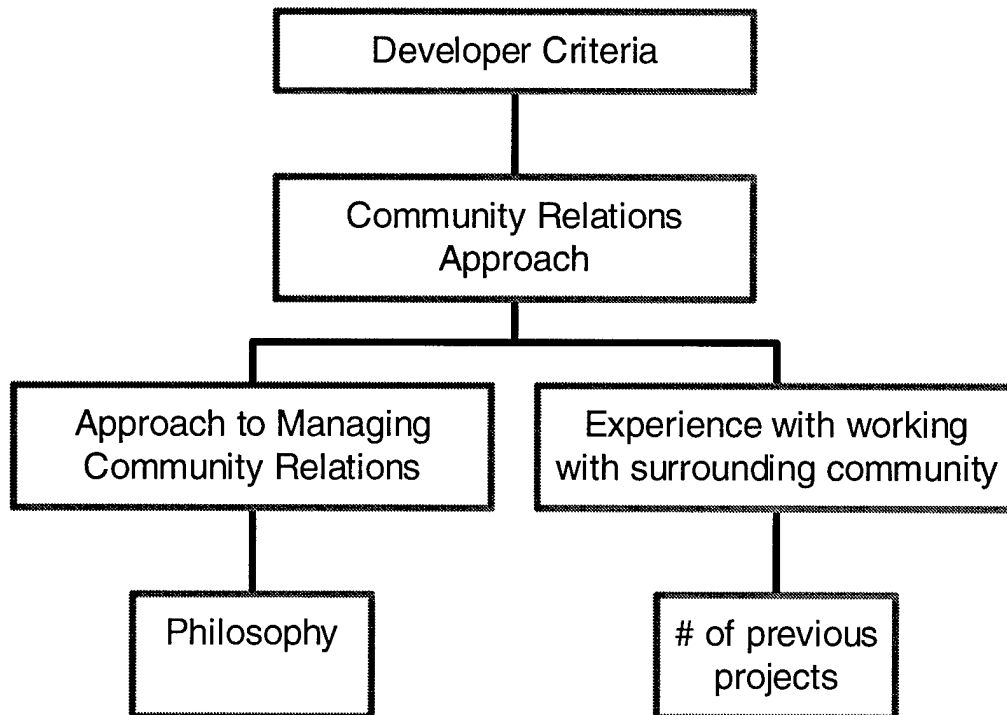 Developer Criteria
Community Relations
Approach
Approach to Managing
Community Relations
Experience with working
with surrounding community
Philosophy
# of previous
projects